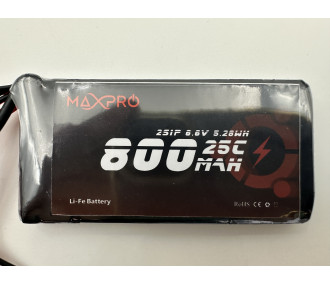 MAXPRO
2S1P 6.6V 5.28WH
800 25C
MAH
Li-Fe Battery
RoHS CE